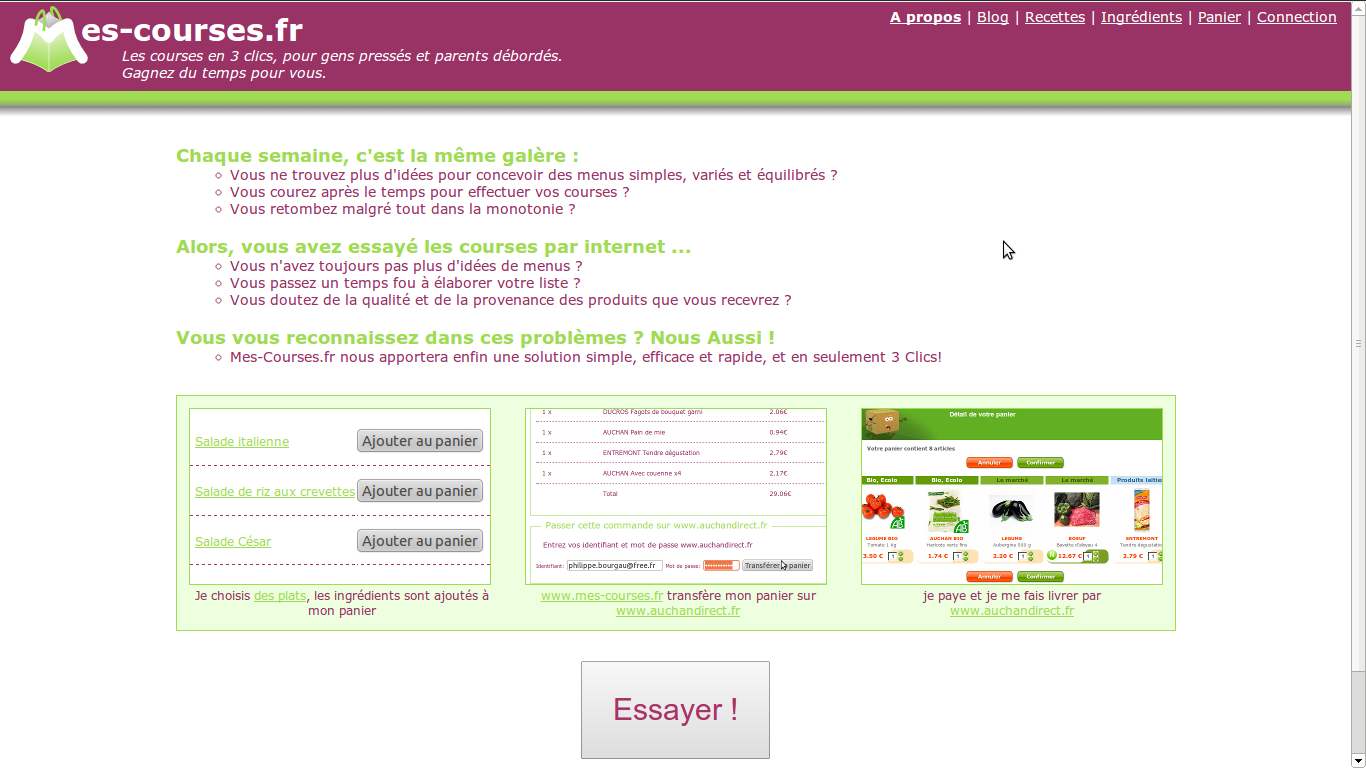 es-courses.fr
Les courses en 3 clics, pour gens pressés et parents débordés.
Gagnez du temps pour vous.
A propos | Blog | Recettes | Ingrédients | Panier | Connection
Chaque semaine, c'est la même galère :
Vous ne trouvez plus d'idées pour concevoir des menus simples, variés et équilibrés ?
Vous courez après le temps pour effectuer vos courses ?
Vous retombez malgré tout dans la monotonie ?
Alors, vous avez essayé les courses par internet ...
Vous n'avez toujours pas plus d'idées de menus ?
Vous passez un temps fou à élaborer votre liste ?
Vous doutez de la qualité et de la provenance des produits que vous recevrez ?
Vous vous reconnaissez dans ces problèmes ? Nous Aussi !
Mes-Courses.fr nous apportera enfin une solution simple, efficace et rapide, et en seulement 3 Clics!
Salade italienne Ajouter au panier
Salade de riz aux crevettes Ajouter au panier
Salade César Ajouter au panier
Je choisis des plats, les ingrédients sont ajoutés à
mon panier
1 x DUCROS Fagots de bouquet garni 2.06€
1 x AUCHAN Pain de mie 0.94€
1 x ENTREMONT Tendre dégustation 2.79€
1 x AUCHAN Avec couenne x4 2.17€
Total 29.06€
Passer cette commande sur www.auchandirect.fr
Entrez vos identifiant et mot de passe www.auchandirect.fr
Identifiant: philippe.bourgau@free.fr Mot de passe: Transférer le panier
www.mes-courses.fr transfère mon panier sur
www.auchandirect.fr
Détail de votre panier
Votre panier contient 8 articles
Annuler Confirmer
Bio, Ecolo Bio, Ecolo Le marché Le marché Produits laitie
AB AB
LEGUME BIO AUCHAN BIO LEGUME BOEUF ENTREMONT
Tomate 1 kg Haricots verts fins Aubergine 500 g Bavette d'aloyau 4 Tendre dégustatio
3.50 € 1 1.74 € 1 2.20 € 1 12.67 € 1 2.79 € 1
Annuler Confirmer
je paye et je me fais livrer par
www.auchandirect.fr
Essayer !